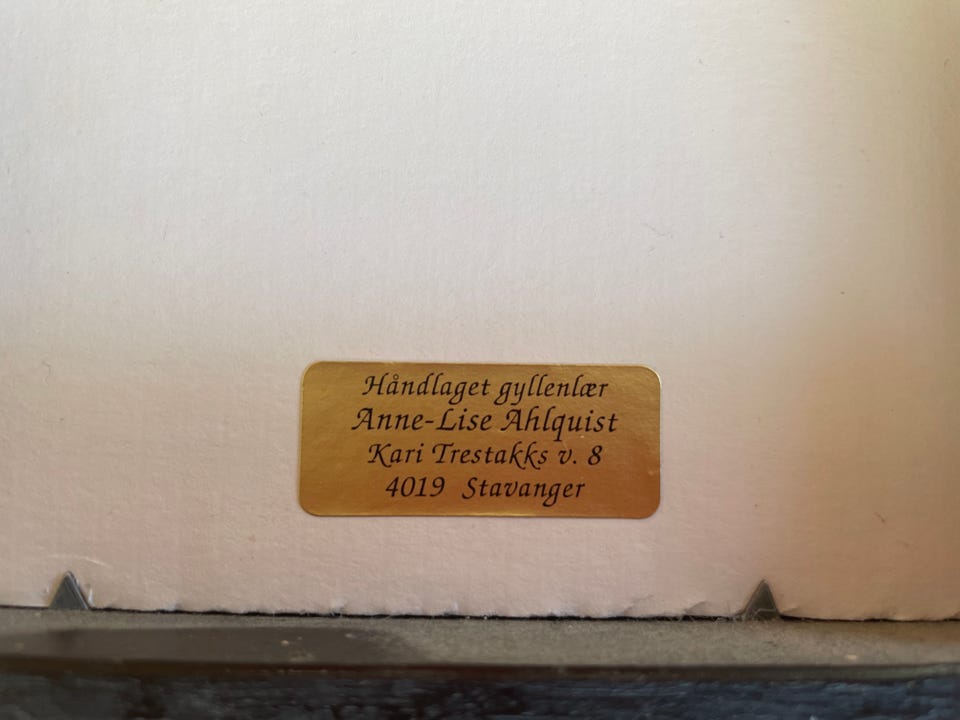 Håndlaget gyllenlær
Anne-Lise Ahlquist
Kari Trestakks v. 8
4019 Stavanger